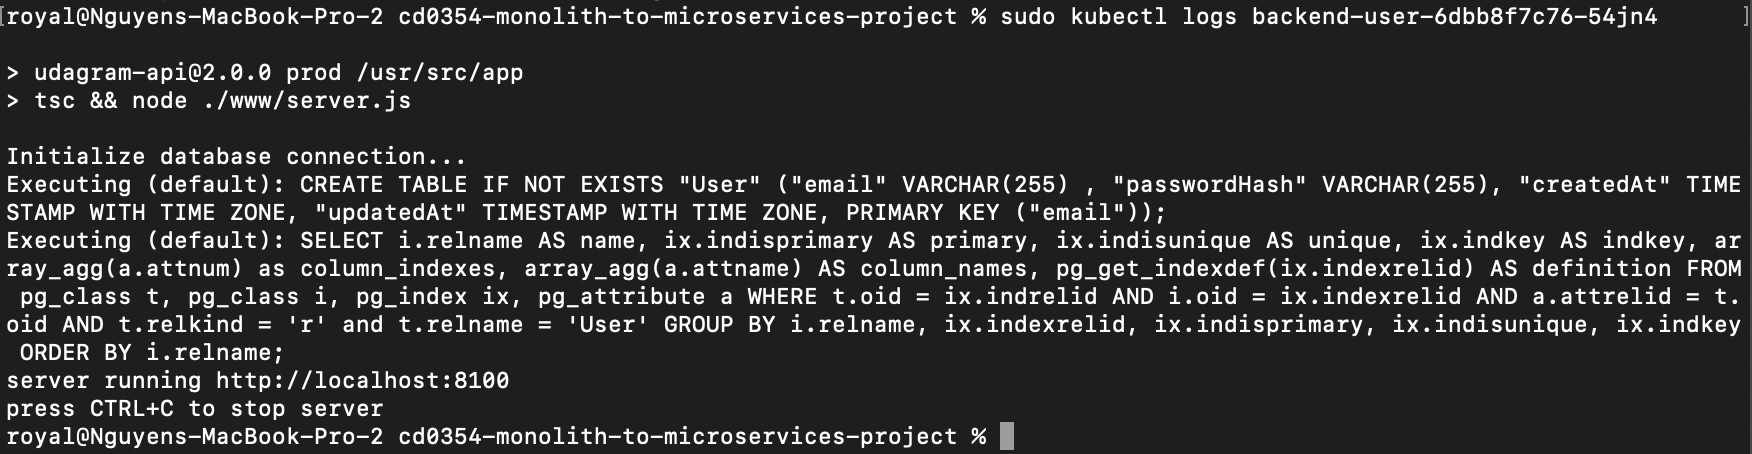 [royal@Nguyens-MacBook-Pro-2 cd0354-monolith-to-microservices-project % sudo kubectl logs backend-user-6dbb8f7c76-54jn4 ]
> udagram-api@2.0.0 prod /usr/src/app
> tsc && node ./www/server.js
Initialize database connection...
Executing (default): CREATE TABLE IF NOT EXISTS "User" ("email" VARCHAR(255) , "passwordHash" VARCHAR(255), "createdAt" TIME
STAMP WITH TIME ZONE, "updatedAt" TIMESTAMP WITH TIME ZONE, PRIMARY KEY ("email"));
Executing (default): SELECT i.relname AS name, ix.indisprimary AS primary, ix.indisunique AS unique, ix.indkey AS indkey, ar
ray_agg(a.attnum) as column_indexes, array_agg(a.attname) AS column_names, pg_get_indexdef(ix.indexrelid) AS definition FROM
 pg_class t, pg_class i, pg_index ix, pg_attribute a WHERE t.oid = ix.indrelid AND i.oid = ix.indexrelid AND a.attrelid = t.
oid AND t.relkind = 'r' and t.relname = 'User' GROUP BY i.relname, ix.indexrelid, ix.indisprimary, ix.indisunique, ix.indkey
 ORDER BY i.relname;
server running http://localhost:8100
press CTRL+C to stop server
royal@Nguyens-MacBook-Pro-2 cd0354-monolith-to-microservices-project %